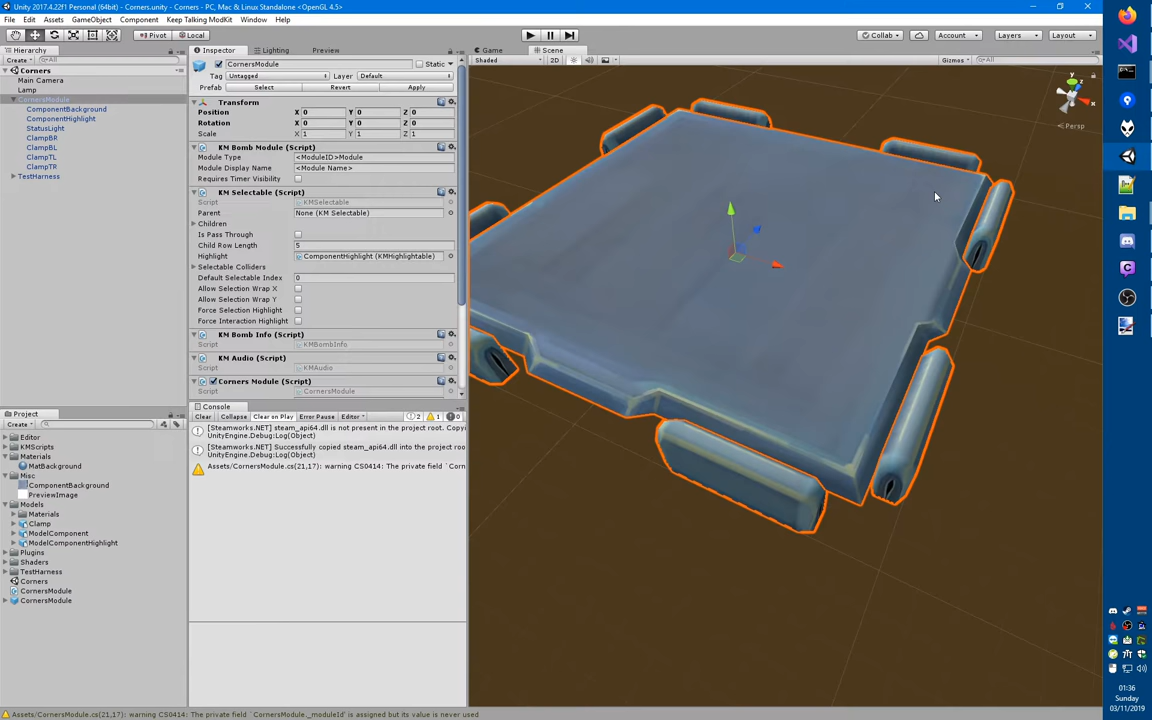 Unity 2017.4.22f1 Personal (64bit) - Corners.unity - Corners - PC, Mac & Linux Standalone <OpenGL 4.5>
File Edit Assets GameObject Component Keep Talking ModKit Window Help
Pivot Local Collab Account Layers Layout
Hierarchy
Create All
Corners
Main Camera
Lamp
CornersModule
ComponentBackground
ComponentHighlight
StatusLight
ClampBR
ClampBL
ClampTL
ClampTR
TestHarness
Project
Create
Editor
KMScripts
Materials
MatBackground
Misc
ComponentBackground
PreviewImage
Models
Materials
Clamp
ModelComponent
ModelComponentHighlight
Plugins
Shaders
TestHarness
Corners
CornersModule
CornersModule
Inspector Lighting Preview
CornersModule Static
Tag Untagged Layer Default
Prefab Select Revert Apply
Transform
Position X 0 Y 0 Z 0
Rotation X 0 Y 0 Z 0
Scale X 1 Y 1 Z 1
KM Bomb Module (Script)
Module Type <ModuleID>Module
Module Display Name <Module Name>
Requires Timer Visibility
KM Selectable (Script)
Script KMSelectable
Parent None (KM Selectable)
Children
Is Pass Through
Child Row Length 5
Highlight ComponentHighlight (KMHighlightable)
Selectable Colliders
Default Selectable Index 0
Allow Selection Wrap X
Allow Selection Wrap Y
Force Selection Highlight
Force Interaction Highlight
KM Bomb Info (Script)
Script KMBombInfo
KM Audio (Script)
Script KMAudio
Corners Module (Script)
Script CornersModule
Console
Clear Collapse Clear on Play Error Pause Editor 2 1 0
[Steamworks.NET] steam_api64.dll is not present in the project root. Copyi
UnityEngine.Debug:Log(Object)
[Steamworks.NET] Successfully copied steam_api64.dll into the project roo
UnityEngine.Debug:Log(Object)
Assets/CornersModule.cs(21,17): warning CS0414: The private field `Corn
Game Scene
Shaded 2D Gizmos All
y
x
z
Persp
Assets/CornersModule.cs(21,17): warning CS0414: The private field `CornersModule._moduleId' is assigned but its value is never used
01:36
Sunday
03/11/2019